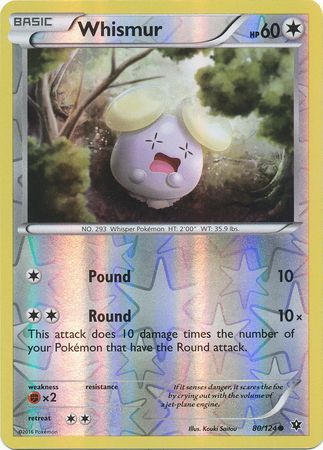 BASIC
Whismur
HP 60
NO. 293 Whisper Pokémon HT: 2'00" WT: 35.9 lbs.
Pound 10
Round 10×
This attack does 10 damage times the number of
your Pokémon that have the Round attack.
weakness
resistance
×2
retreat
If it senses danger, it scares the foe
by crying out with the volume of
a jet-plane engine.
©2016 Pokémon
Illus. Kouki Saitou
80/124